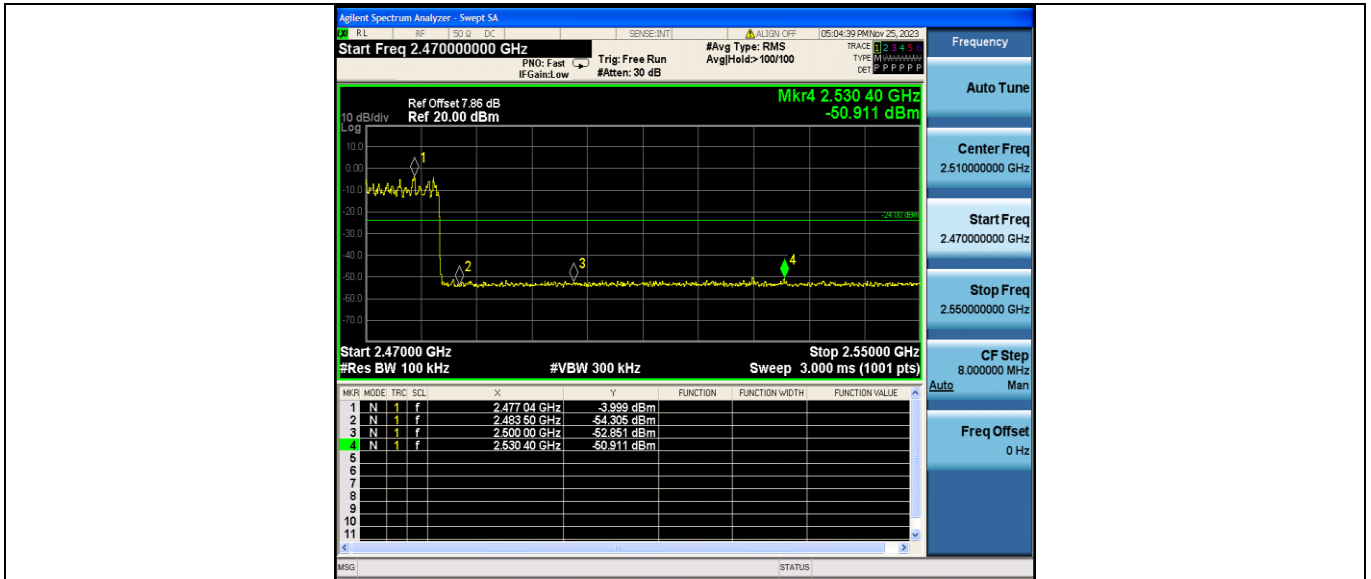 Agilent Spectrum Analyzer - Swept SA
LXI RL RF 50 Ω DC SENSE:INT ALIGN OFF 05:04:39 PM Nov 25, 2023
Start Freq 2.470000000 GHz
PNO: Fast
IFGain:Low
Trig: Free Run
#Atten: 30 dB
#Avg Type: RMS
Avg|Hold:>100/100
TRACE 1 2 3 4 5 6
TYPE M
DET P P P P P P
Frequency
Mkr4 2.530 40 GHz
-50.911 dBm
Ref Offset 7.86 dB
10 dB/div Ref 20.00 dBm
Log
10.0
0.00
-10.0
-20.0
-30.0
-40.0
-50.0
-60.0
-70.0
1
2
3
4
-24.00 dBm
Start 2.47000 GHz Stop 2.55000 GHz
#Res BW 100 kHz #VBW 300 kHz Sweep 3.000 ms (1001 pts)
MKR MODE TRC SCL X Y FUNCTION FUNCTION WIDTH FUNCTION VALUE
1 N 1 f 2.477 04 GHz -3.999 dBm
2 N 1 f 2.483 50 GHz -54.305 dBm
3 N 1 f 2.500 00 GHz -52.851 dBm
4 N 1 f 2.530 40 GHz -50.911 dBm
5
6
7
8
9
10
11
MSG STATUS
Auto Tune
Center Freq
2.510000000 GHz
Start Freq
2.470000000 GHz
Stop Freq
2.550000000 GHz
CF Step
8.000000 MHz
Auto Man
Freq Offset
0 Hz